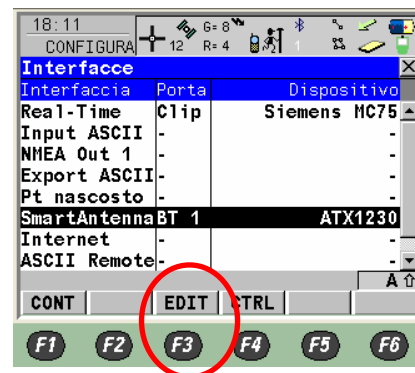 18:11
G= 8
CONFIGURA
12 R= 4
1
Interfacce
Interfaccia Porta Dispositivo
Real-Time Clip Siemens MC75
Input ASCII - -
NMEA Out 1 - -
Export ASCII - -
Pt nascosto - -
SmartAntenna BT 1 ATX1230
Internet - -
ASCII Remote - -
A
CONT EDIT CTRL
F1 F2 F3 F4 F5 F6